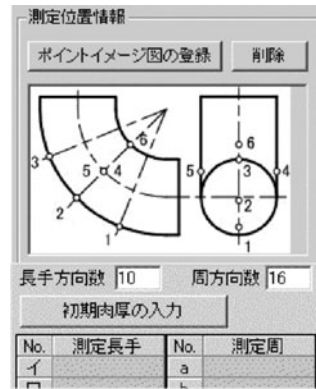 測定位置情報
ポイントイメージ図の登録 削除
6
3 5 4
2
1
6
5 3 4
2
1
長手方向数 10 周方向数 16
初期肉厚の入力
No. 測定長手 No. 測定周
イ a